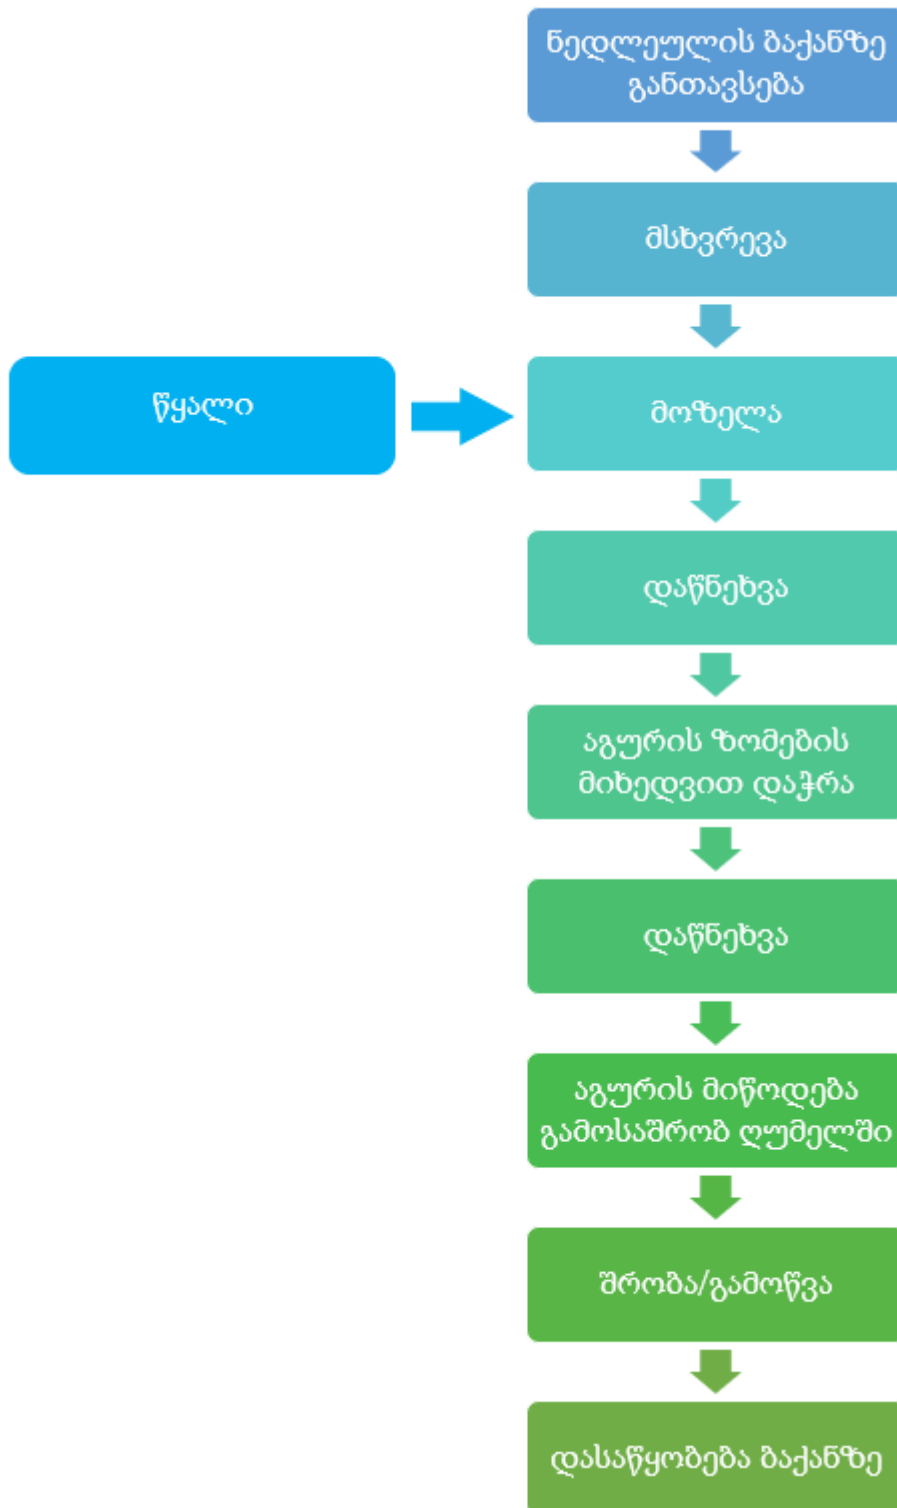 ნედლეულის ბაქანზე
განთავსება
მსხვრევა
წყალი
მოზელა
დაწნეხვა
აგურის ზომების
მიხედვით დაჭრა
დაწნეხვა
აგურის მიწოდება
გამოსაშრობ ღუმელში
შრობა/გამოწვა
დასაწყობება ბაქანზე